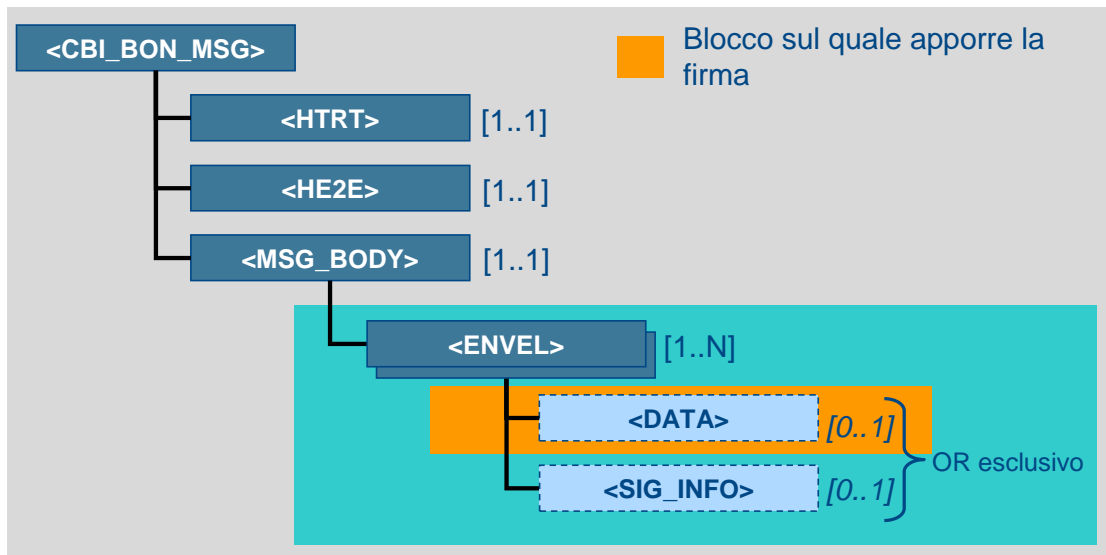 <CBI_BON_MSG>
Blocco sul quale apporre la
firma
<HTRT> [1..1]
<HE2E> [1..1]
<MSG_BODY> [1..1]
<ENVEL> [1..N]
<DATA> [0..1]
OR esclusivo
<SIG_INFO> [0..1]